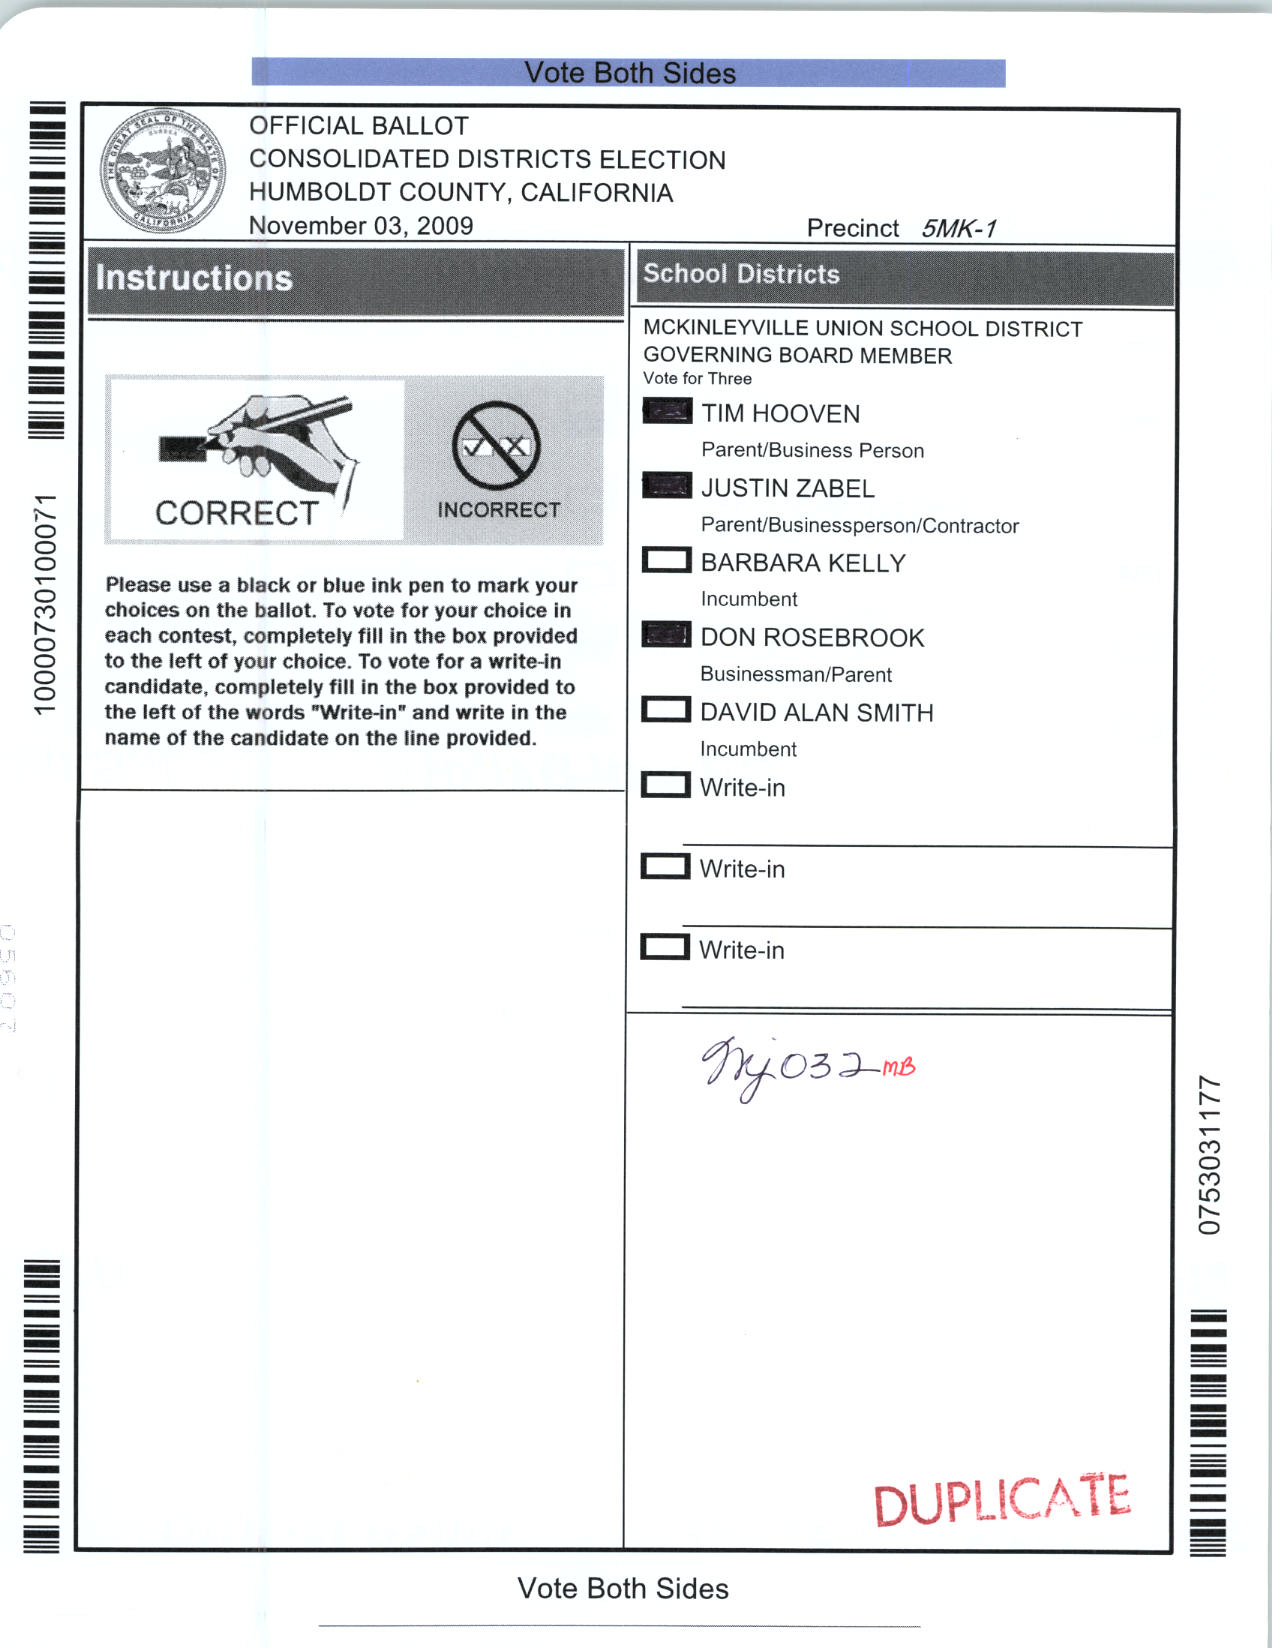 Vote Both Sides
OFFICIAL BALLOT
CONSOLIDATED DISTRICTS ELECTION
HUMBOLDT COUNTY, CALIFORNIA
November 03, 2009
Precinct 5MK-1
THE GREAT SEAL OF THE STATE OF CALIFORNIA
EUREKA
Instructions
CORRECT
INCORRECT
Please use a black or blue ink pen to mark your
choices on the ballot. To vote for your choice in
each contest, completely fill in the box provided
to the left of your choice. To vote for a write-in
candidate, completely fill in the box provided to
the left of the words "Write-in" and write in the
name of the candidate on the line provided.
School Districts
MCKINLEYVILLE UNION SCHOOL DISTRICT
GOVERNING BOARD MEMBER
Vote for Three
TIM HOOVEN
Parent/Business Person
JUSTIN ZABEL
Parent/Businessperson/Contractor
BARBARA KELLY
Incumbent
DON ROSEBROOK
Businessman/Parent
DAVID ALAN SMITH
Incumbent
Write-in
Write-in
Write-in
032 MB
DUPLICATE
10000730100071
0753031177
Vote Both Sides